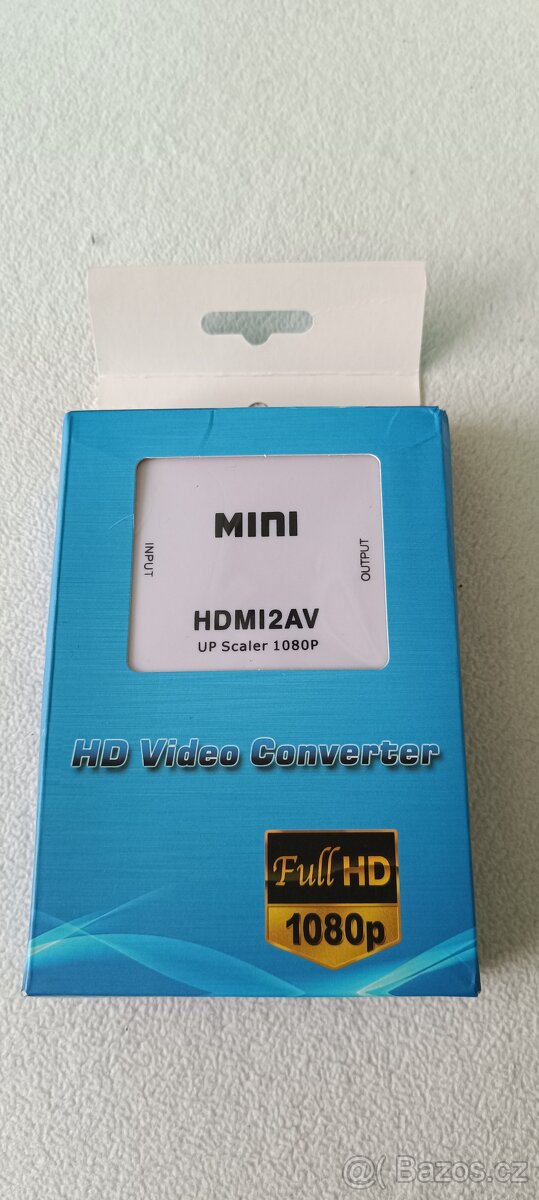 MINI
INPUT
OUTPUT
HDMI2AV
UP Scaler 1080P
HD Video Converter
Full HD
1080p
Bazos.cz